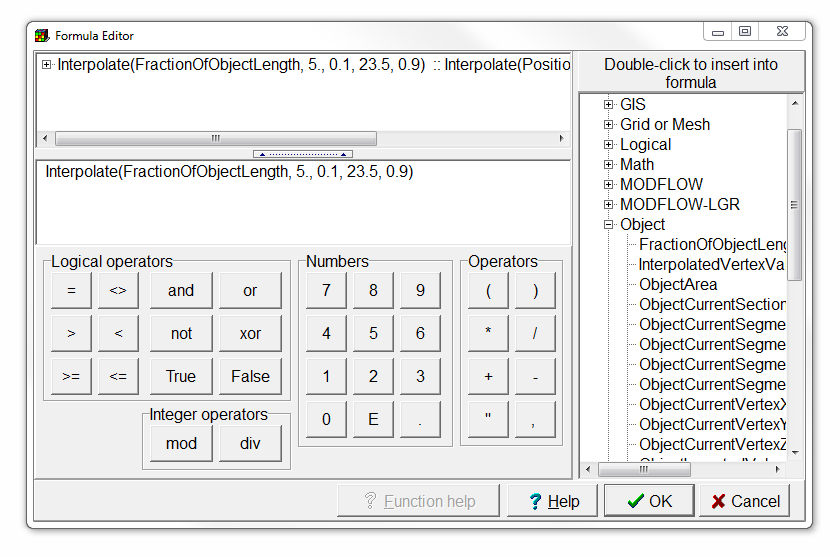 Formula Editor
Interpolate(FractionOfObjectLength, 5., 0.1, 23.5, 0.9) :: Interpolate(Positio
Interpolate(FractionOfObjectLength, 5., 0.1, 23.5, 0.9)
Logical operators
= <> and or
> < not xor
>= <= True False
Integer operators
mod div
Numbers
7 8 9
4 5 6
1 2 3
0 E .
Operators
( )
* /
+ -
" ,
Double-click to insert into
formula
GIS
Grid or Mesh
Logical
Math
MODFLOW
MODFLOW-LGR
Object
FractionOfObjectLeng
InterpolatedVertexVa
ObjectArea
ObjectCurrentSection
ObjectCurrentSegme
ObjectCurrentSegme
ObjectCurrentSegme
ObjectCurrentSegme
ObjectCurrentVertexX
ObjectCurrentVertexY
ObjectCurrentVertexZ
? Function help
? Help
OK
Cancel